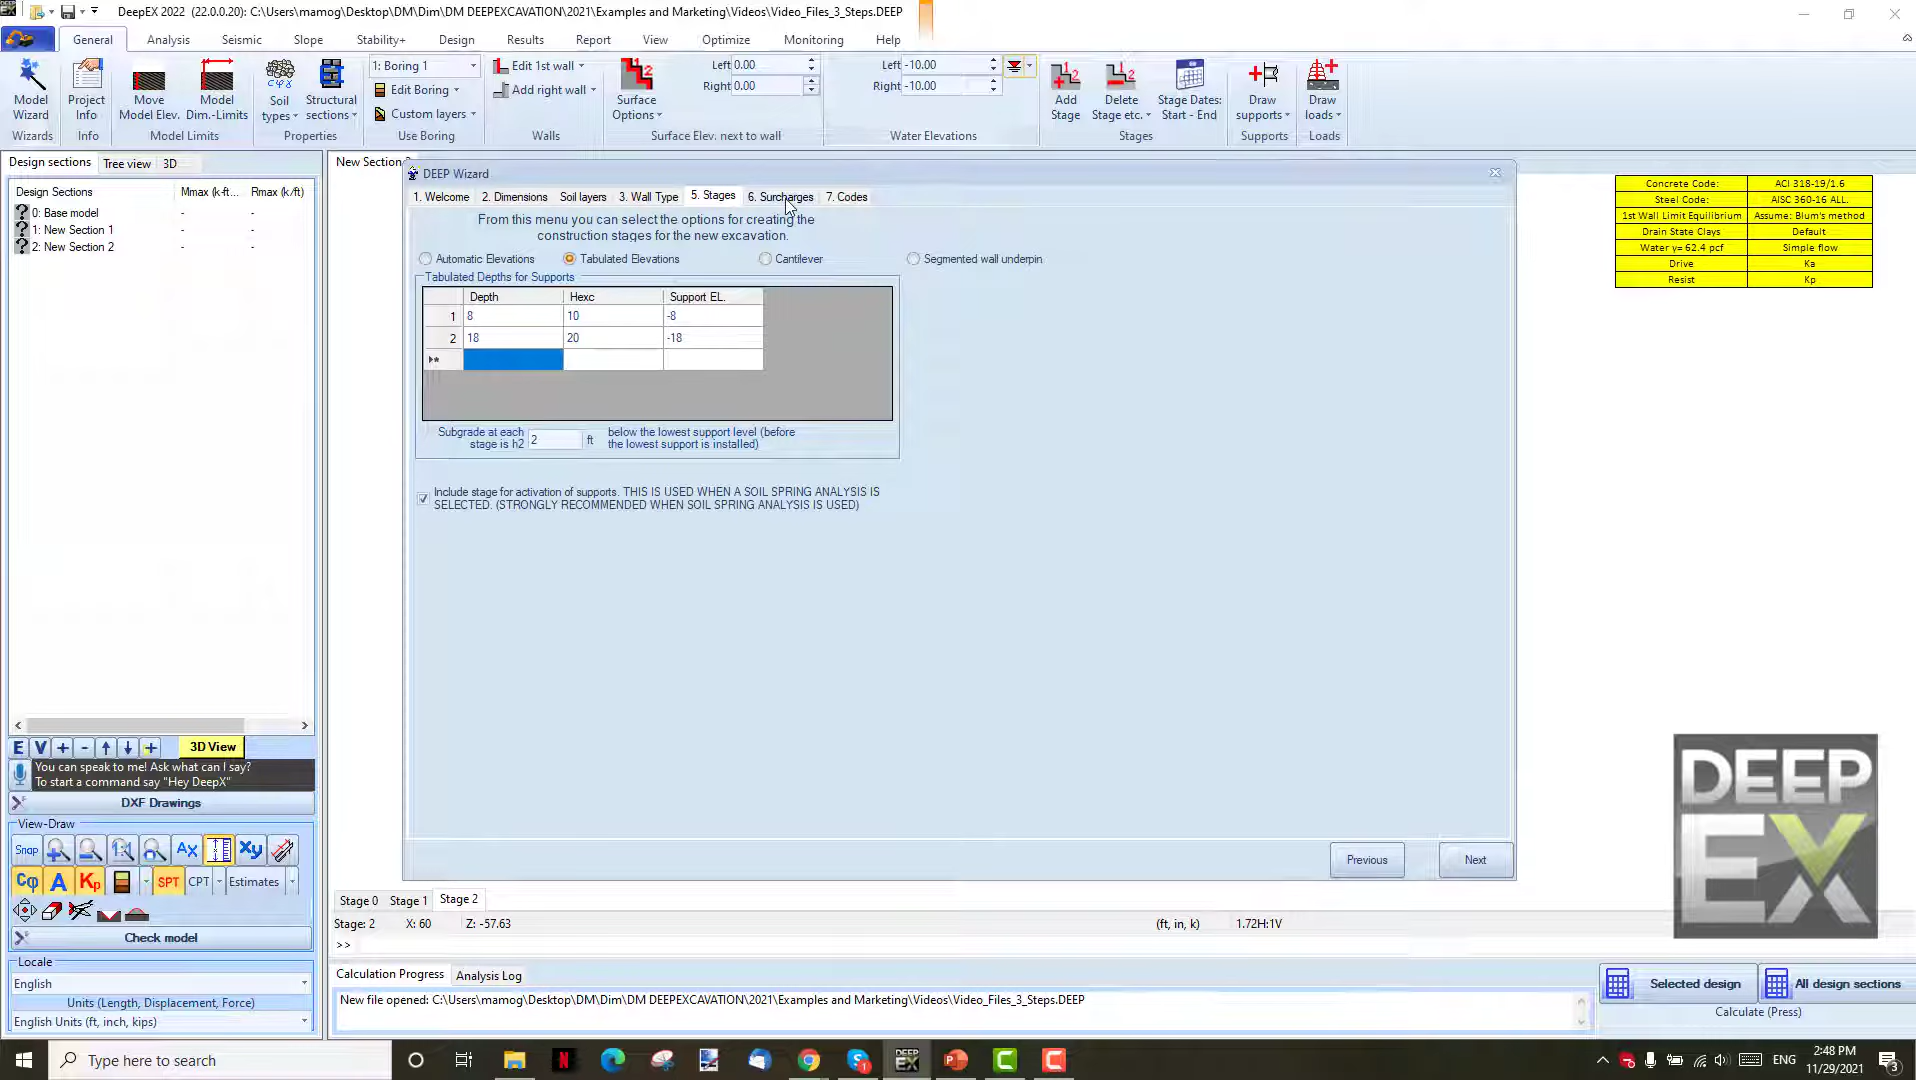 DeepEX 2022 (22.0.0.20): C:\Users\mamog\Desktop\DM\Dim\DM DEEPEXCAVATION\2021\Examples and Marketing\Videos\Video_Files_3_Steps.DEEP
General Analysis Seismic Slope Stability+ Design Results Report View Optimize Monitoring Help
Model Wizard
Wizards
Project Info
Info
Move Model Elev.
Model Dim.-Limits
Model Limits
Soil types
Structural sections
Properties
1: Boring 1
Edit Boring
Custom layers
Use Boring
Edit 1st wall
Add right wall
Walls
Surface Options
Left 0.00
Right 0.00
Surface Elev. next to wall
Left -10.00
Right -10.00
Water Elevations
Add Stage
Delete Stage etc.
Stage Dates: Start - End
Stages
Draw supports
Supports
Draw loads
Loads
Design sections Tree view 3D
Design Sections Mmax (k-ft... Rmax (k/ft)
0: Base model - -
1: New Section 1 - -
2: New Section 2 - -
New Section
DEEP Wizard
1. Welcome 2. Dimensions Soil layers 3. Wall Type 5. Stages 6. Surcharges 7. Codes
From this menu you can select the options for creating the
construction stages for the new excavation.
Automatic Elevations Tabulated Elevations Cantilever Segmented wall underpin
Tabulated Depths for Supports
Depth Hexc Support EL.
1 8 10 -8
2 18 20 -18
Subgrade at each stage is h2 2 ft below the lowest support level (before
the lowest support is installed)
Include stage for activation of supports. THIS IS USED WHEN A SOIL SPRING ANALYSIS IS
SELECTED. (STRONGLY RECOMMENDED WHEN SOIL SPRING ANALYSIS IS USED)
Previous Next
Concrete Code: ACI 318-19/1.6
Steel Code: AISC 360-16 ALL.
1st Wall Limit Equilibrium Assume: Blum's method
Drain State Clays Default
Water γ= 62.4 pcf Simple flow
Drive Ka
Resist Kp
E V + - 3D View
You can speak to me! Ask what can I say?
To start a command say "Hey DeepX"
DXF Drawings
View-Draw
Snap 1:1 Ax Xy
Cφ A Kp SPT CPT Estimates
Check model
Locale
English
Units (Length, Displacement, Force)
English Units (ft, inch, kips)
Stage 0 Stage 1 Stage 2
Stage: 2 X: 60 Z: -57.63 (ft, in, k) 1.72H:1V
>>
Calculation Progress Analysis Log
New file opened: C:\Users\mamog\Desktop\DM\Dim\DM DEEPEXCAVATION\2021\Examples and Marketing\Videos\Video_Files_3_Steps.DEEP
Selected design All design sections
Calculate (Press)
DEEP
EX
Type here to search
ENG
2:48 PM
11/29/2021
3